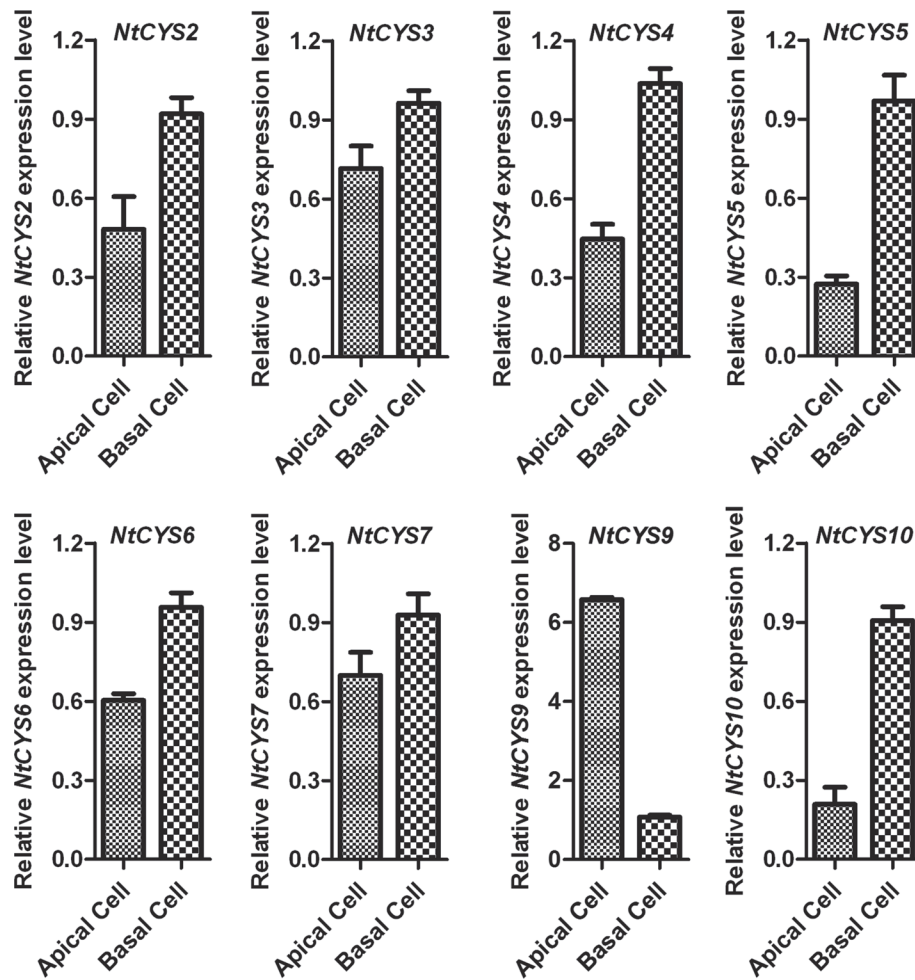 NtCYS2
Relative NtCYS2 expression level
1.2
0.9
0.6
0.3
0.0
Apical Cell
Basal Cell
NtCYS3
Relative NtCYS3 expression level
1.2
0.9
0.6
0.3
0.0
Apical Cell
Basal Cell
NtCYS4
Relative NtCYS4 expression level
1.2
0.9
0.6
0.3
0.0
Apical Cell
Basal Cell
NtCYS5
Relative NtCYS5 expression level
1.2
0.9
0.6
0.3
0.0
Apical Cell
Basal Cell
NtCYS6
Relative NtCYS6 expression level
1.2
0.9
0.6
0.3
0.0
Apical Cell
Basal Cell
NtCYS7
Relative NtCYS7 expression level
1.2
0.9
0.6
0.3
0.0
Apical Cell
Basal Cell
NtCYS9
Relative NtCYS9 expression level
8
6
4
2
0
Apical Cell
Basal Cell
NtCYS10
Relative NtCYS10 expression level
1.2
0.9
0.6
0.3
0.0
Apical Cell
Basal Cell